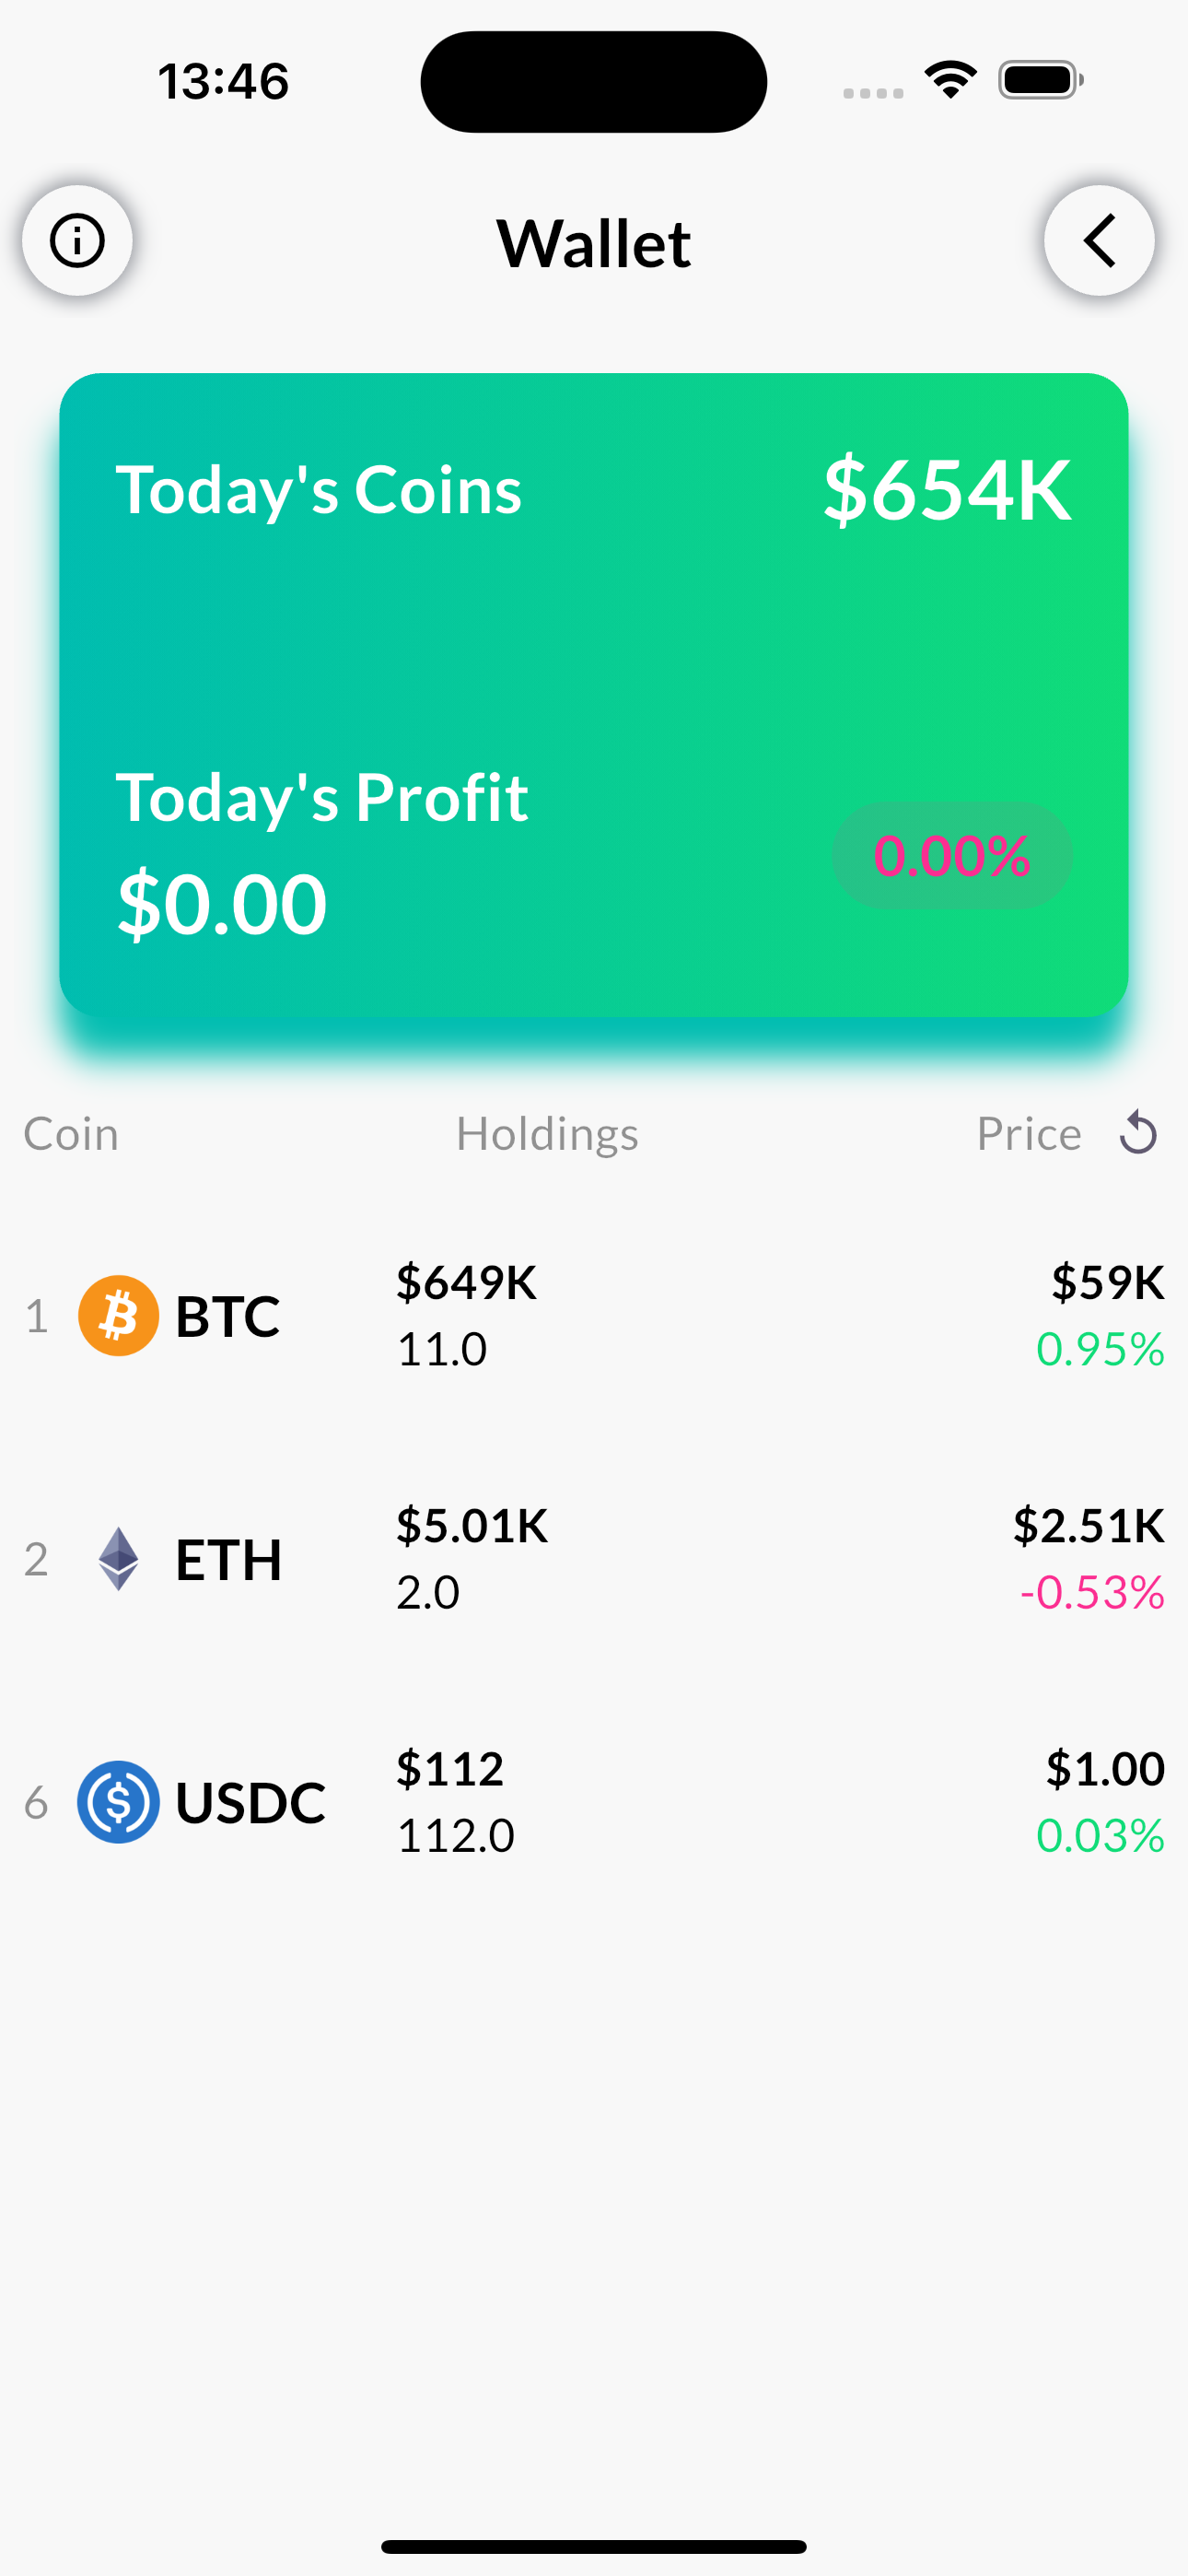 13:46
Wallet
Today's Coins $654K
Today's Profit
0.00%
$0.00
Coin Holdings Price
1 BTC $649K $59K
11.0 0.95%
2 ETH $5.01K $2.51K
2.0 -0.53%
6 USDC $112 $1.00
112.0 0.03%